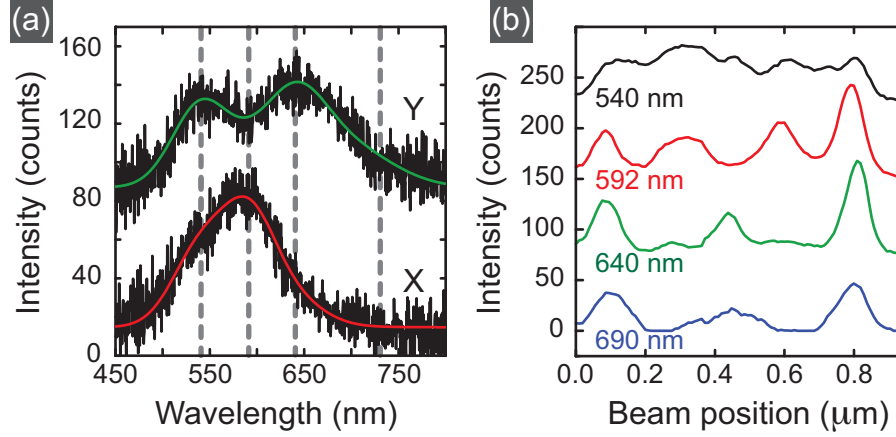 (a)
160
120
80
40
0
Intensity (counts)
Y
X
450 550 650 750
Wavelength (nm)
(b)
250
200
150
100
50
0
Intensity (counts)
540 nm
592 nm
640 nm
690 nm
0.0 0.2 0.4 0.6 0.8
Beam position (μm)